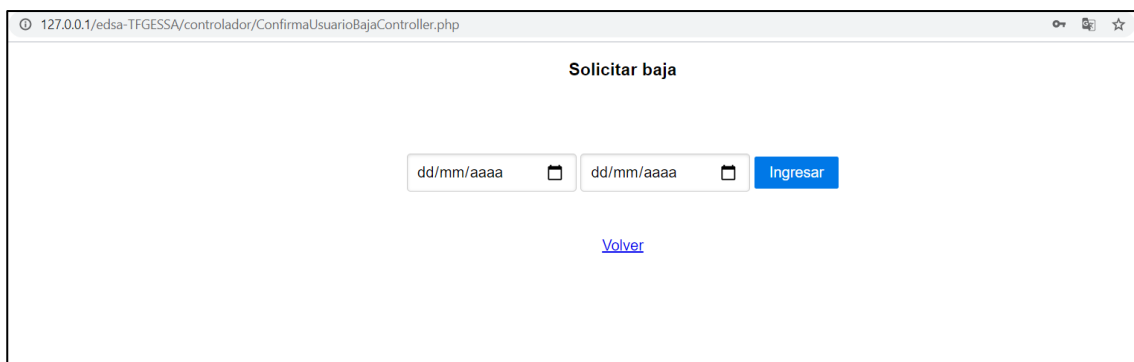 127.0.0.1/edsa-TFGESSA/controlador/ConfirmaUsuarioBajaController.php
Solicitar baja
dd/mm/aaaa dd/mm/aaaa Ingresar
Volver